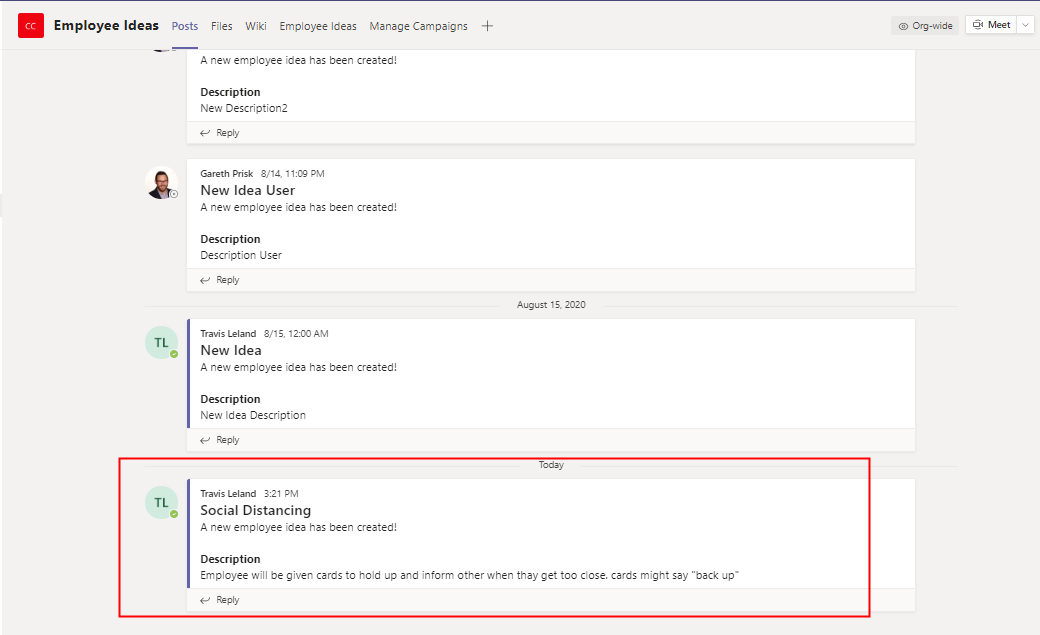 CC Employee Ideas Posts Files Wiki Employee Ideas Manage Campaigns Org-wide Meet
A new employee idea has been created!
Description
New Description2
Reply
Gareth Prisk 8/14, 11:09 PM
New Idea User
A new employee idea has been created!
Description
Description User
Reply
August 15, 2020
TL
Travis Leland 8/15, 12:00 AM
New Idea
A new employee idea has been created!
Description
New Idea Description
Reply
Today
TL
Travis Leland 3:21 PM
Social Distancing
A new employee idea has been created!
Description
Employee will be given cards to hold up and inform other when thay get too close. cards might say "back up"
Reply